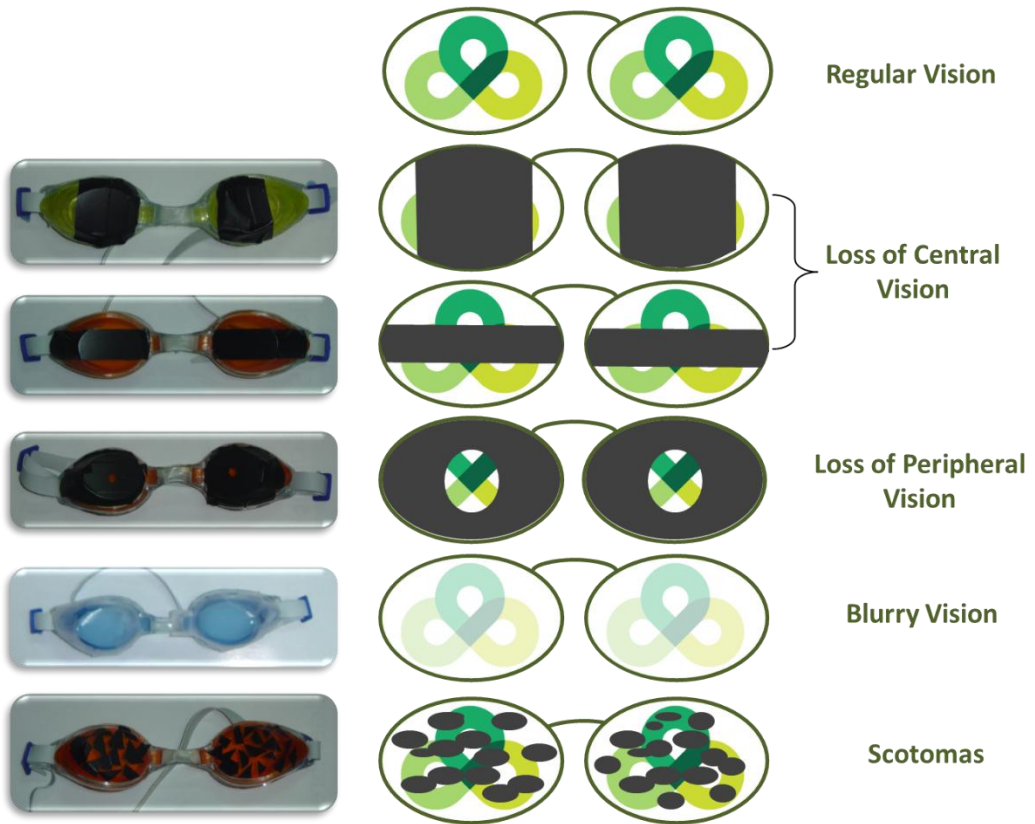 Regular Vision
Loss of Central
Vision
Loss of Peripheral
Vision
Blurry Vision
Scotomas